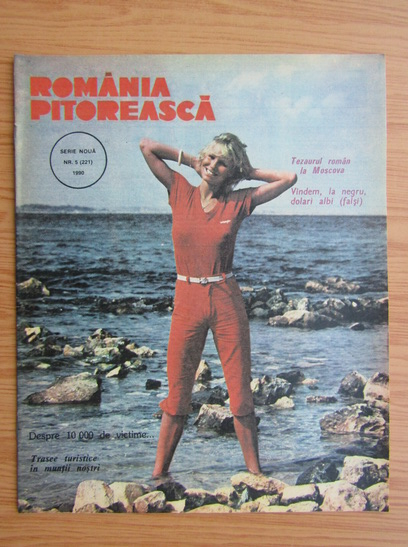 ROMÂNIA
PITOREASCĂ
SERIE NOUĂ
NR. 5 (221)
1990
Tezaurul român
la Moscova
Vindem, la negru,
dolari albi (falşi)
Despre 10 000 de victime...
Trasee turistice
în munţii noştri